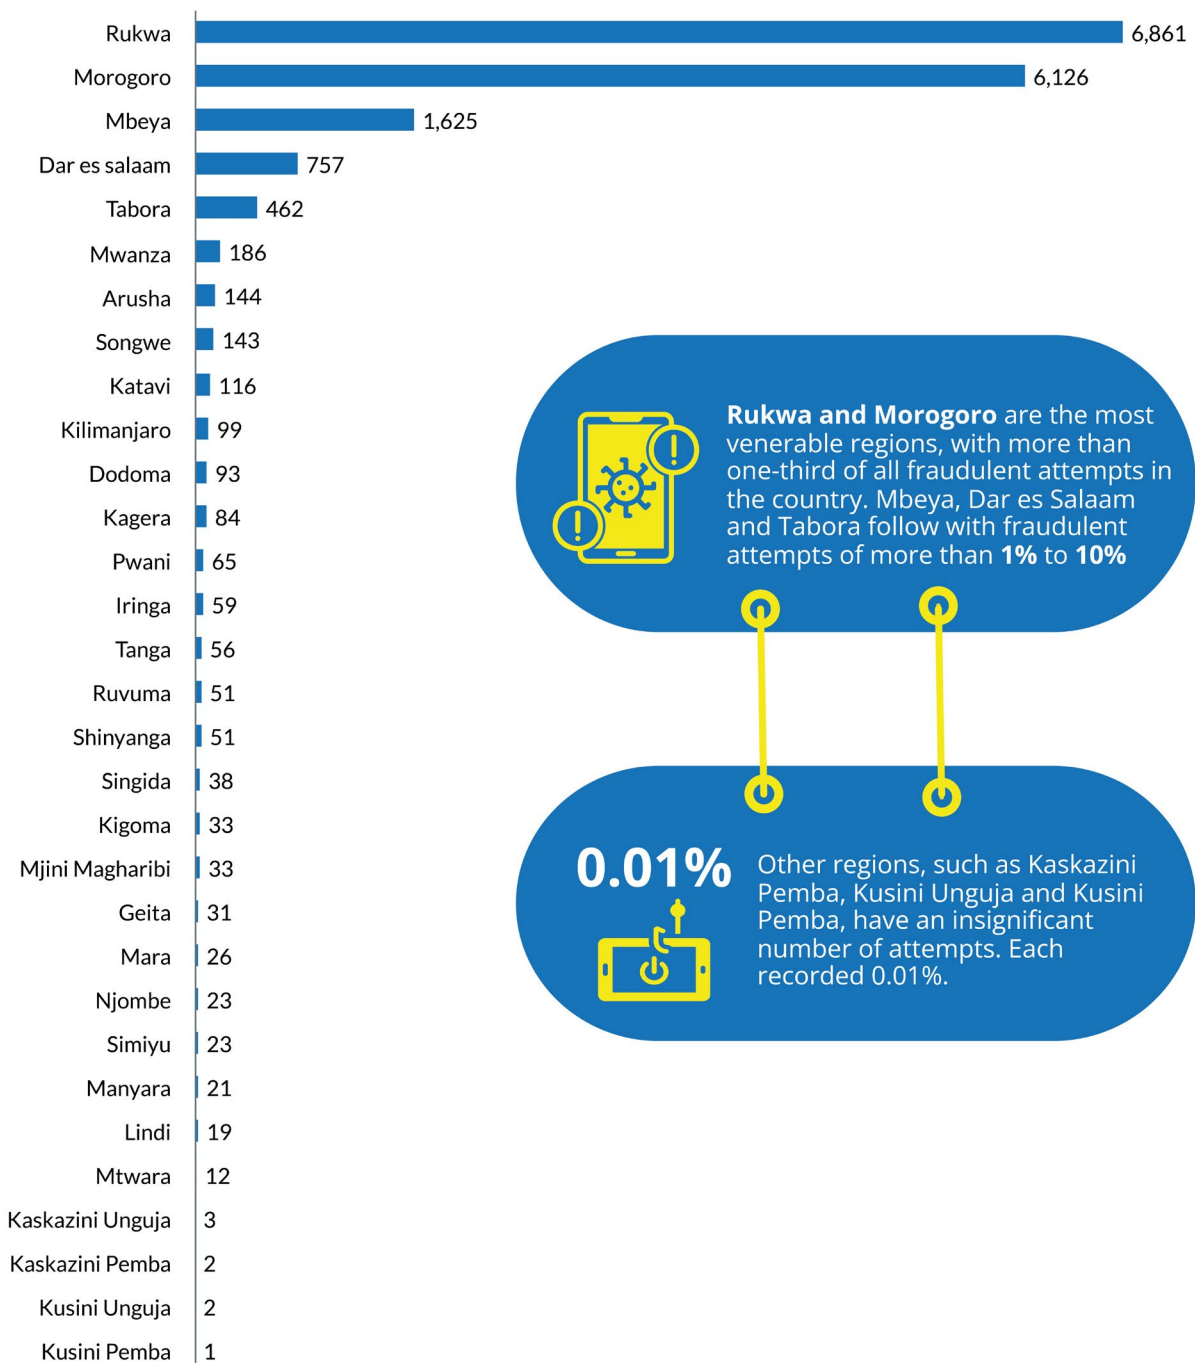 Rukwa 6,861
Morogoro 6,126
Mbeya 1,625
Dar es salaam 757
Tabora 462
Mwanza 186
Arusha 144
Songwe 143
Katavi 116
Kilimanjaro 99
Dodoma 93
Kagera 84
Pwani 65
Iringa 59
Tanga 56
Ruvuma 51
Shinyanga 51
Singida 38
Kigoma 33
Mjini Magharibi 33
Geita 31
Mara 26
Njombe 23
Simiyu 23
Manyara 21
Lindi 19
Mtwara 12
Kaskazini Unguja 3
Kaskazini Pemba 2
Kusini Unguja 2
Kusini Pemba 1
Rukwa and Morogoro are the most
venerable regions, with more than
one-third of all fraudulent attempts in
the country. Mbeya, Dar es Salaam
and Tabora follow with fraudulent
attempts of more than 1% to 10%
0.01%
Other regions, such as Kaskazini
Pemba, Kusini Unguja and Kusini
Pemba, have an insignificant
number of attempts. Each
recorded 0.01%.